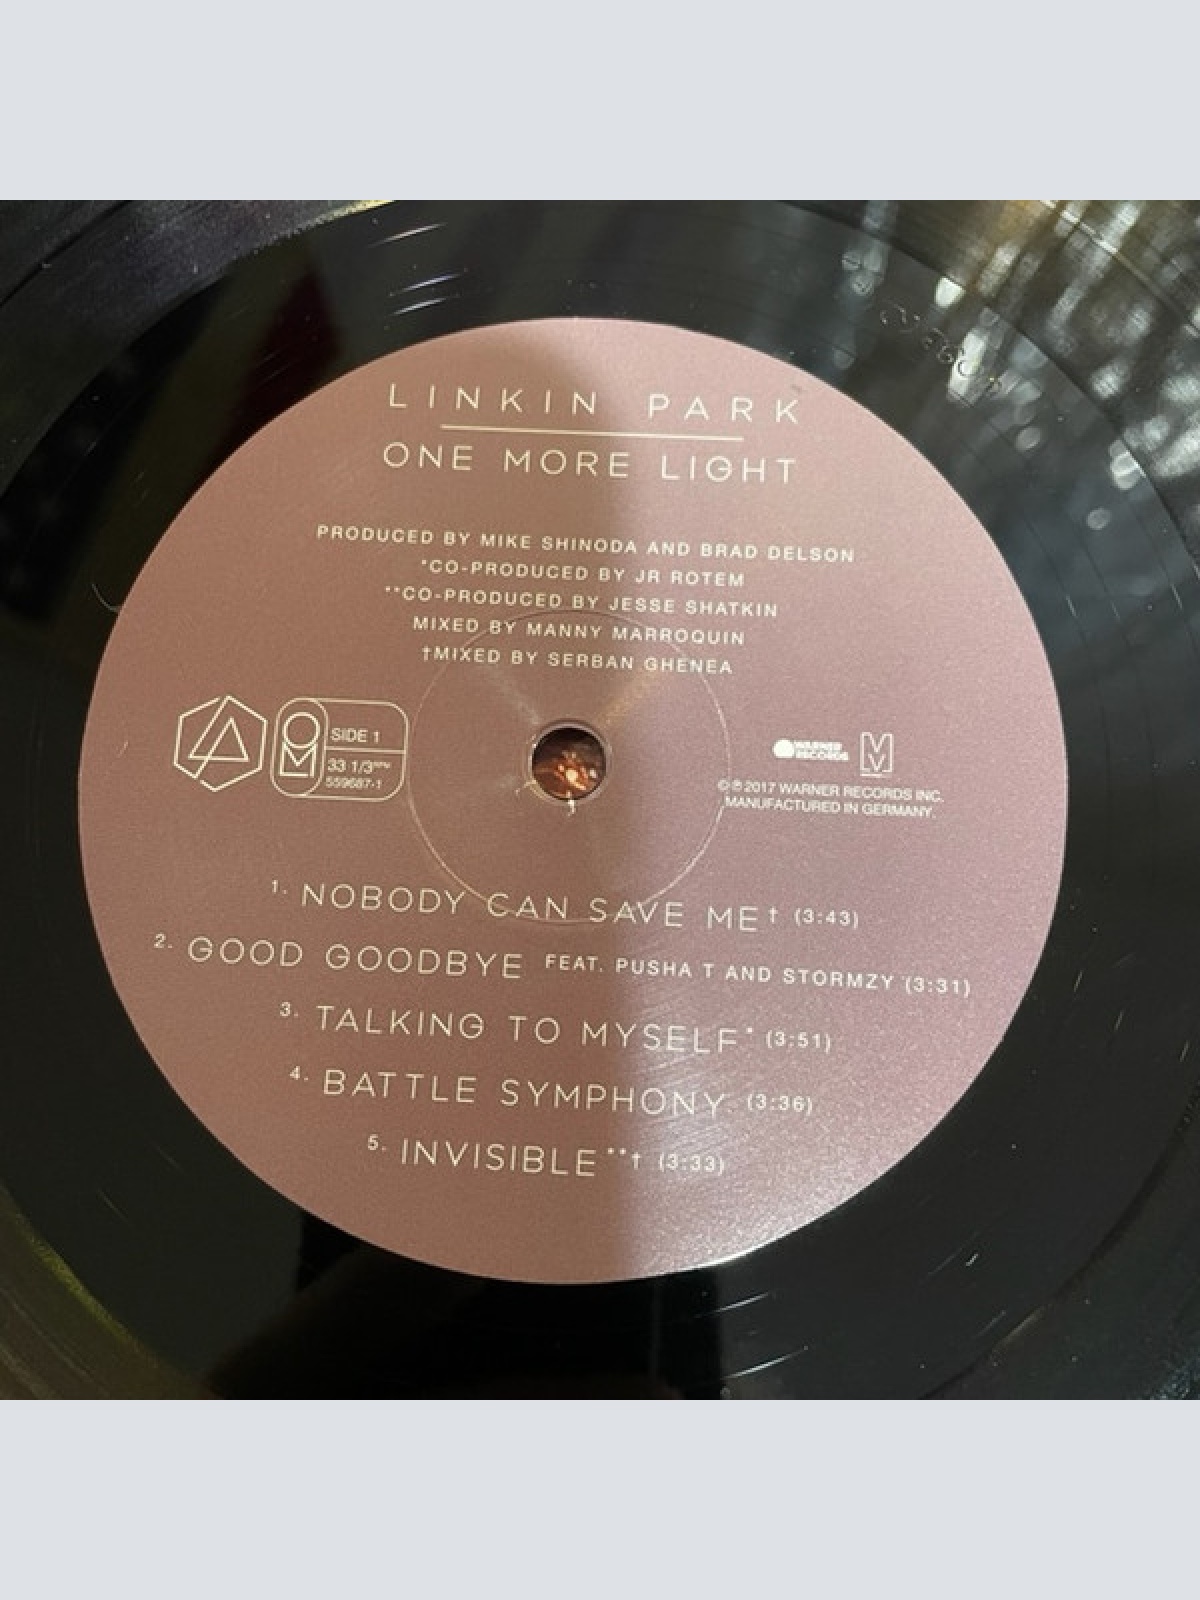 LINKIN PARK
ONE MORE LIGHT
PRODUCED BY MIKE SHINODA AND BRAD DELSON
*CO-PRODUCED BY JR ROTEM
**CO-PRODUCED BY JESSE SHATKIN
MIXED BY MANNY MARROQUIN
†MIXED BY SERBAN GHENEA
OM
SIDE 1
33 1/3RPM
559687-1
WARNER
RECORDS
©℗2017 WARNER RECORDS INC.
MANUFACTURED IN GERMANY.
1. NOBODY CAN SAVE ME† (3:43)
2. GOOD GOODBYE FEAT. PUSHA T AND STORMZY (3:31)
3. TALKING TO MYSELF* (3:51)
4. BATTLE SYMPHONY (3:36)
5. INVISIBLE**† (3:33)